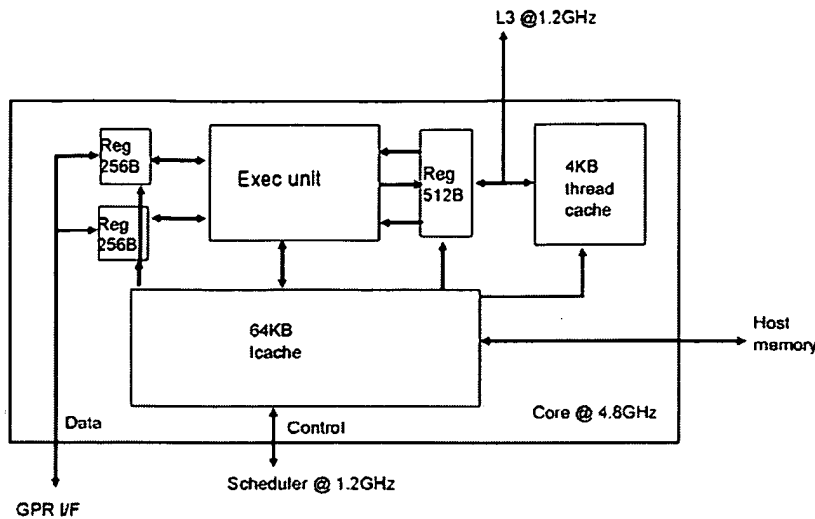 L3 @1.2GHz
Reg
256B
Exec unit
Reg
512B
4KB
thread
cache
Reg
256B
64KB
Icache
Host
memory
Core @ 4.8GHz
Data
Control
Scheduler @ 1.2GHz
GPR I/F